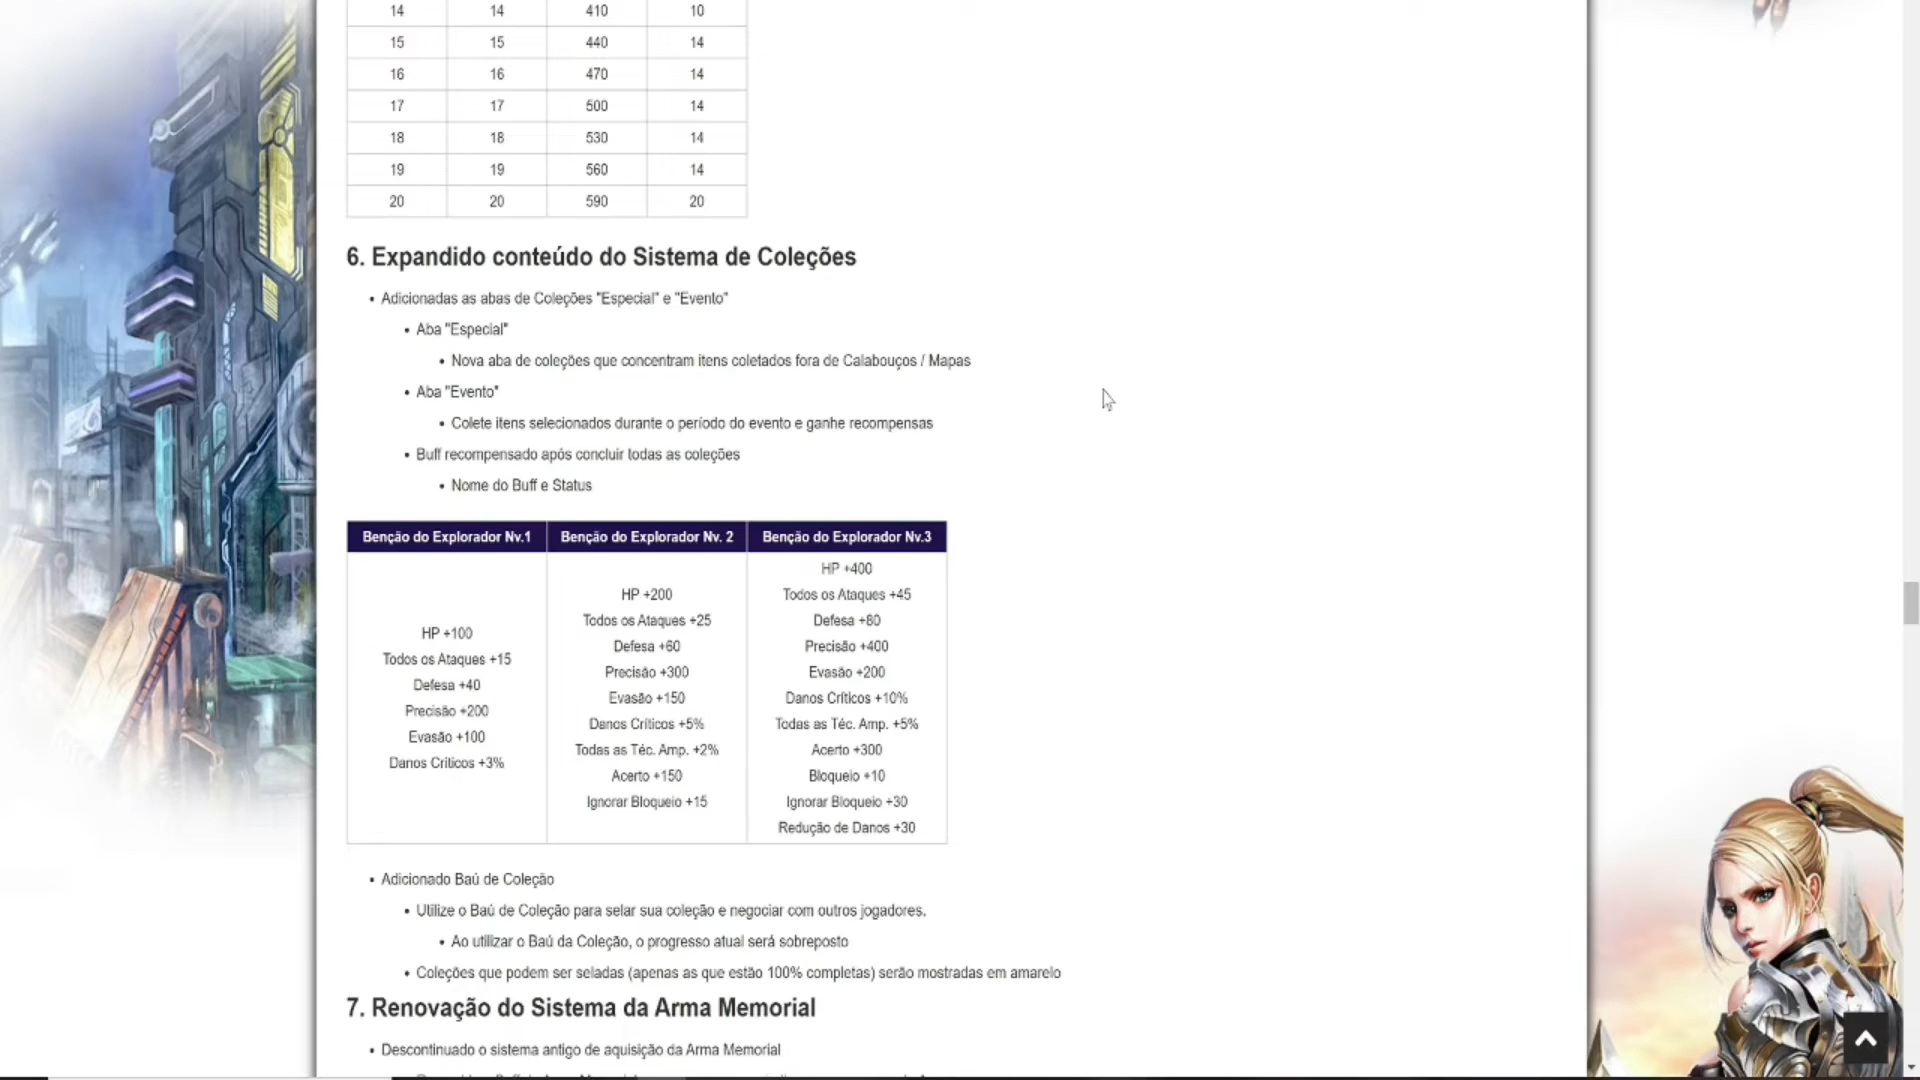 14 14 410 10
15 15 440 14
16 16 470 14
17 17 500 14
18 18 530 14
19 19 560 14
20 20 590 20
6. Expandido conteúdo do Sistema de Coleções
Adicionadas as abas de Coleções "Especial" e "Evento"
Aba "Especial"
Nova aba de coleções que concentram itens coletados fora de Calabouços / Mapas
Aba "Evento"
Colete itens selecionados durante o período do evento e ganhe recompensas
Buff recompensado após concluir todas as coleções
Nome do Buff e Status
Benção do Explorador Nv.1
HP +100
Todos os Ataques +15
Defesa +40
Precisão +200
Evasão +100
Danos Críticos +3%
Benção do Explorador Nv. 2
HP +200
Todos os Ataques +25
Defesa +60
Precisão +300
Evasão +150
Danos Críticos +5%
Todas as Téc. Amp. +2%
Acerto +150
Ignorar Bloqueio +15
Benção do Explorador Nv.3
HP +400
Todos os Ataques +45
Defesa +80
Precisão +400
Evasão +200
Danos Críticos +10%
Todas as Téc. Amp. +5%
Acerto +300
Bloqueio +10
Ignorar Bloqueio +30
Redução de Danos +30
Adicionado Baú de Coleção
Utilize o Baú de Coleção para selar sua coleção e negociar com outros jogadores.
Ao utilizar o Baú da Coleção, o progresso atual será sobreposto
Coleções que podem ser seladas (apenas as que estão 100% completas) serão mostradas em amarelo
7. Renovação do Sistema da Arma Memorial
Descontinuado o sistema antigo de aquisição da Arma Memorial